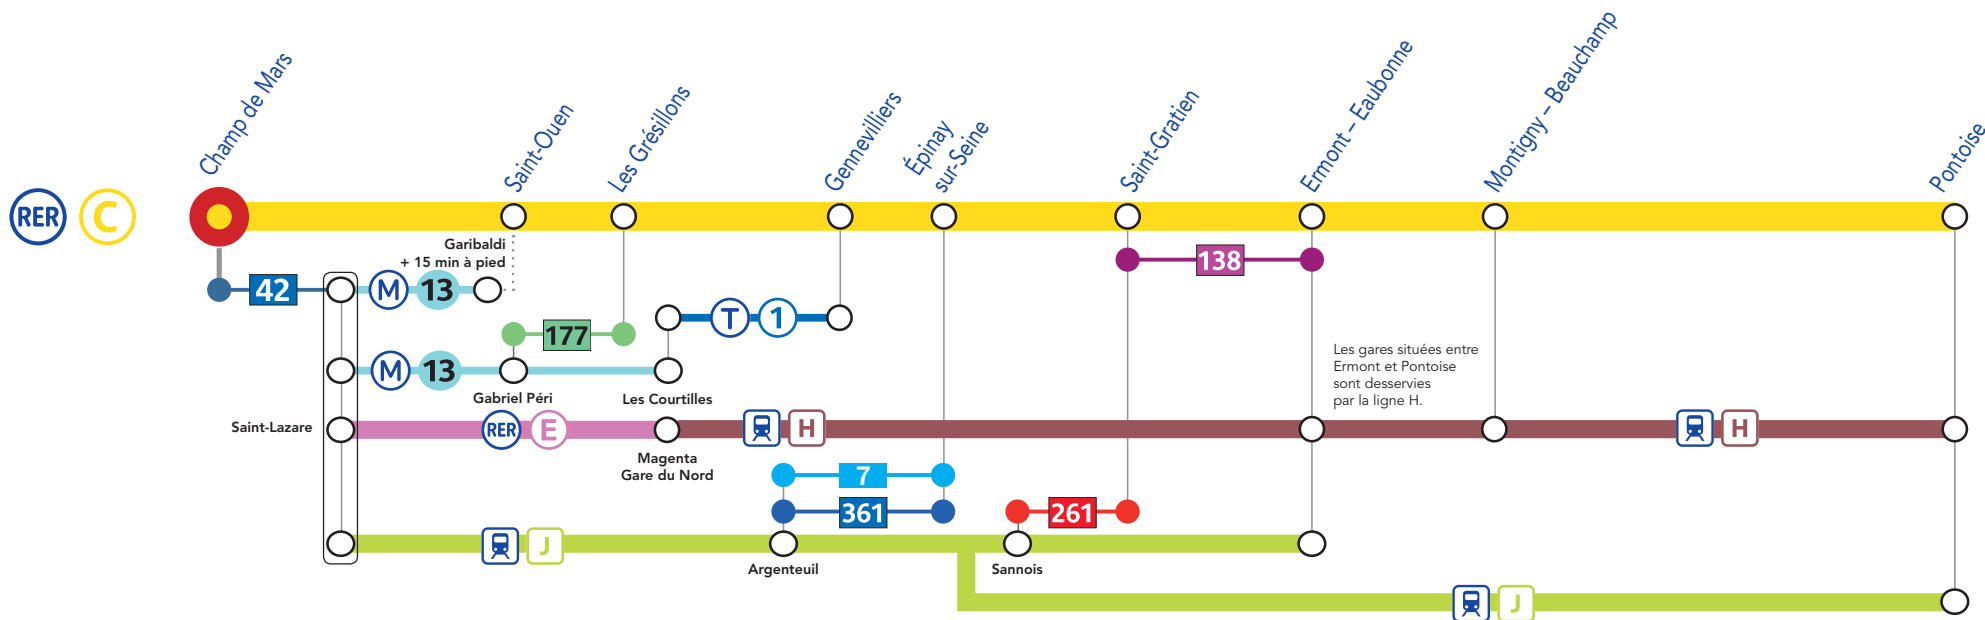 Champ de Mars
Saint-Ouen
Les Grésillons
Gennevilliers
Épinay
sur-Seine
Saint-Gratien
Ermont – Eaubonne
Montigny – Beauchamp
Pontoise
RER C
Garibaldi
+ 15 min à pied
42
M 13
138
T 1
177
M 13
Les gares situées entre
Ermont et Pontoise
sont desservies
par la ligne H.
Gabriel Péri
Les Courtilles
Saint-Lazare
RER E
H
H
Magenta
Gare du Nord
7
361
261
J
Argenteuil
Sannois
J